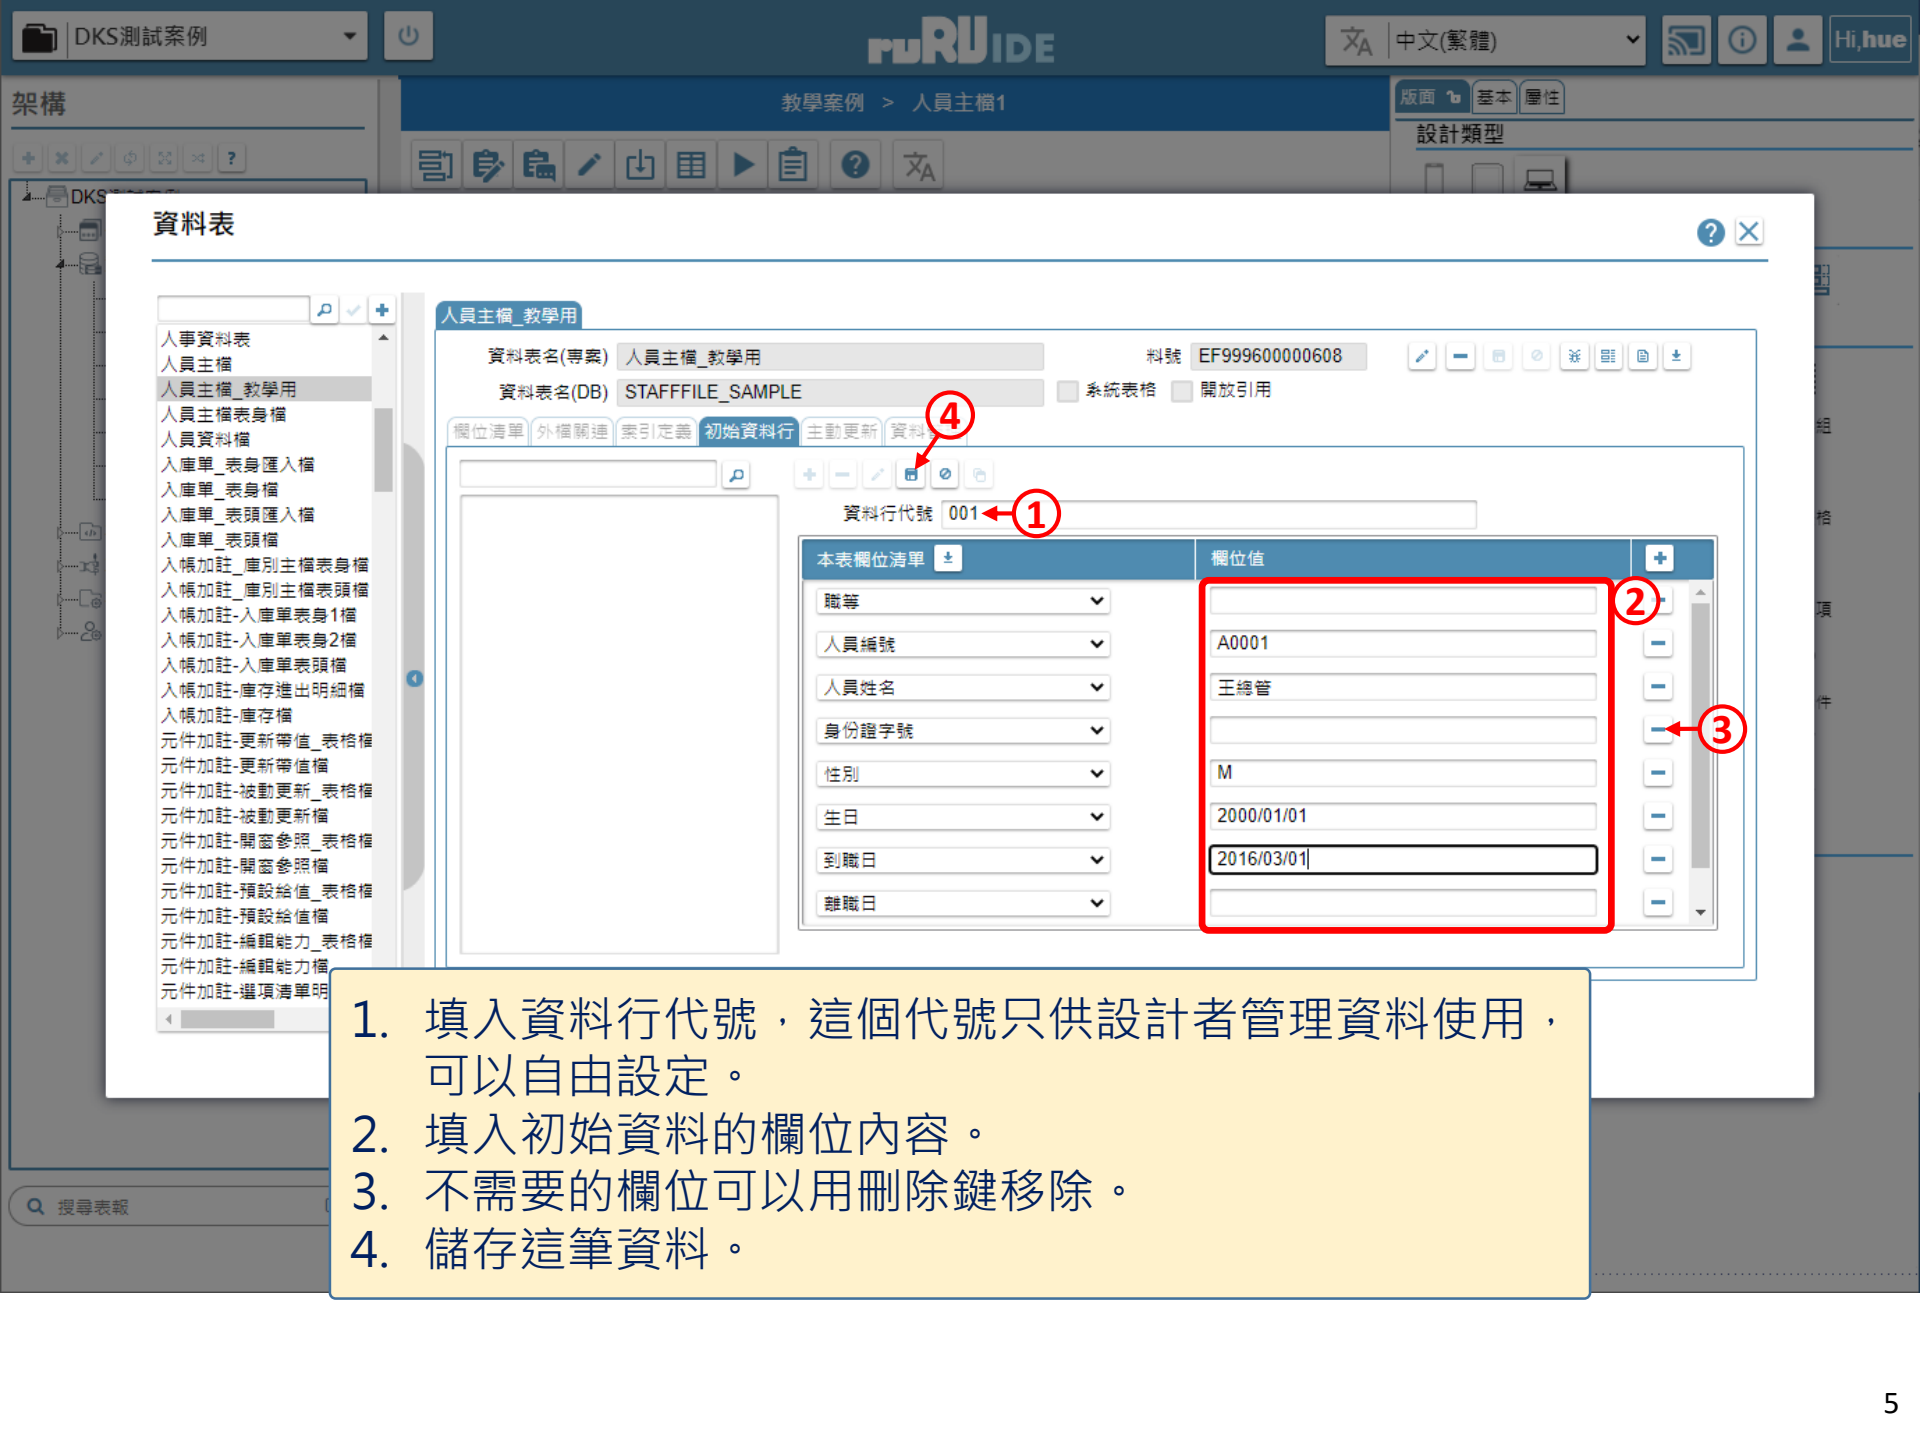 DKS測試案例
ruRUIDE
中文(繁體)
Hi,hue
架構
教學案例 > 人員主檔1
版面 基本 屬性
設計類型
DKS
資料表
人事資料表
人員主檔
人員主檔_教學用
人員主檔表身檔
人員資料檔
入庫單_表身匯入檔
入庫單_表身檔
入庫單_表頭匯入檔
入庫單_表頭檔
入帳加註_庫別主檔表身檔
入帳加註_庫別主檔表頭檔
入帳加註-入庫單表身1檔
入帳加註-入庫單表身2檔
入帳加註-入庫單表頭檔
入帳加註-庫存進出明細檔
入帳加註-庫存檔
元件加註-更新帶值_表格檔
元件加註-更新帶值檔
元件加註-被動更新_表格檔
元件加註-被動更新檔
元件加註-開窗參照_表格檔
元件加註-開窗參照檔
元件加註-預設給值_表格檔
元件加註-預設給值檔
元件加註-編輯能力_表格檔
元件加註-編輯能力檔
元件加註-選項清單明
人員主檔_教學用
資料表名(專案) 人員主檔_教學用 料號 EF999600000608
資料表名(DB) STAFFFILE_SAMPLE 系統表格 開放引用
欄位清單 外檔關連 索引定義 初始資料行 主動更新 資料
4
資料行代號 001 1
本表欄位清單 欄位值
職等 2
人員編號 A0001
人員姓名 王總管
身份證字號 3
性別 M
生日 2000/01/01
到職日 2016/03/01
離職日
組
格
項
件
搜尋表報
1. 填入資料行代號，這個代號只供設計者管理資料使用，
可以自由設定。
2. 填入初始資料的欄位內容。
3. 不需要的欄位可以用刪除鍵移除。
4. 儲存這筆資料。
5